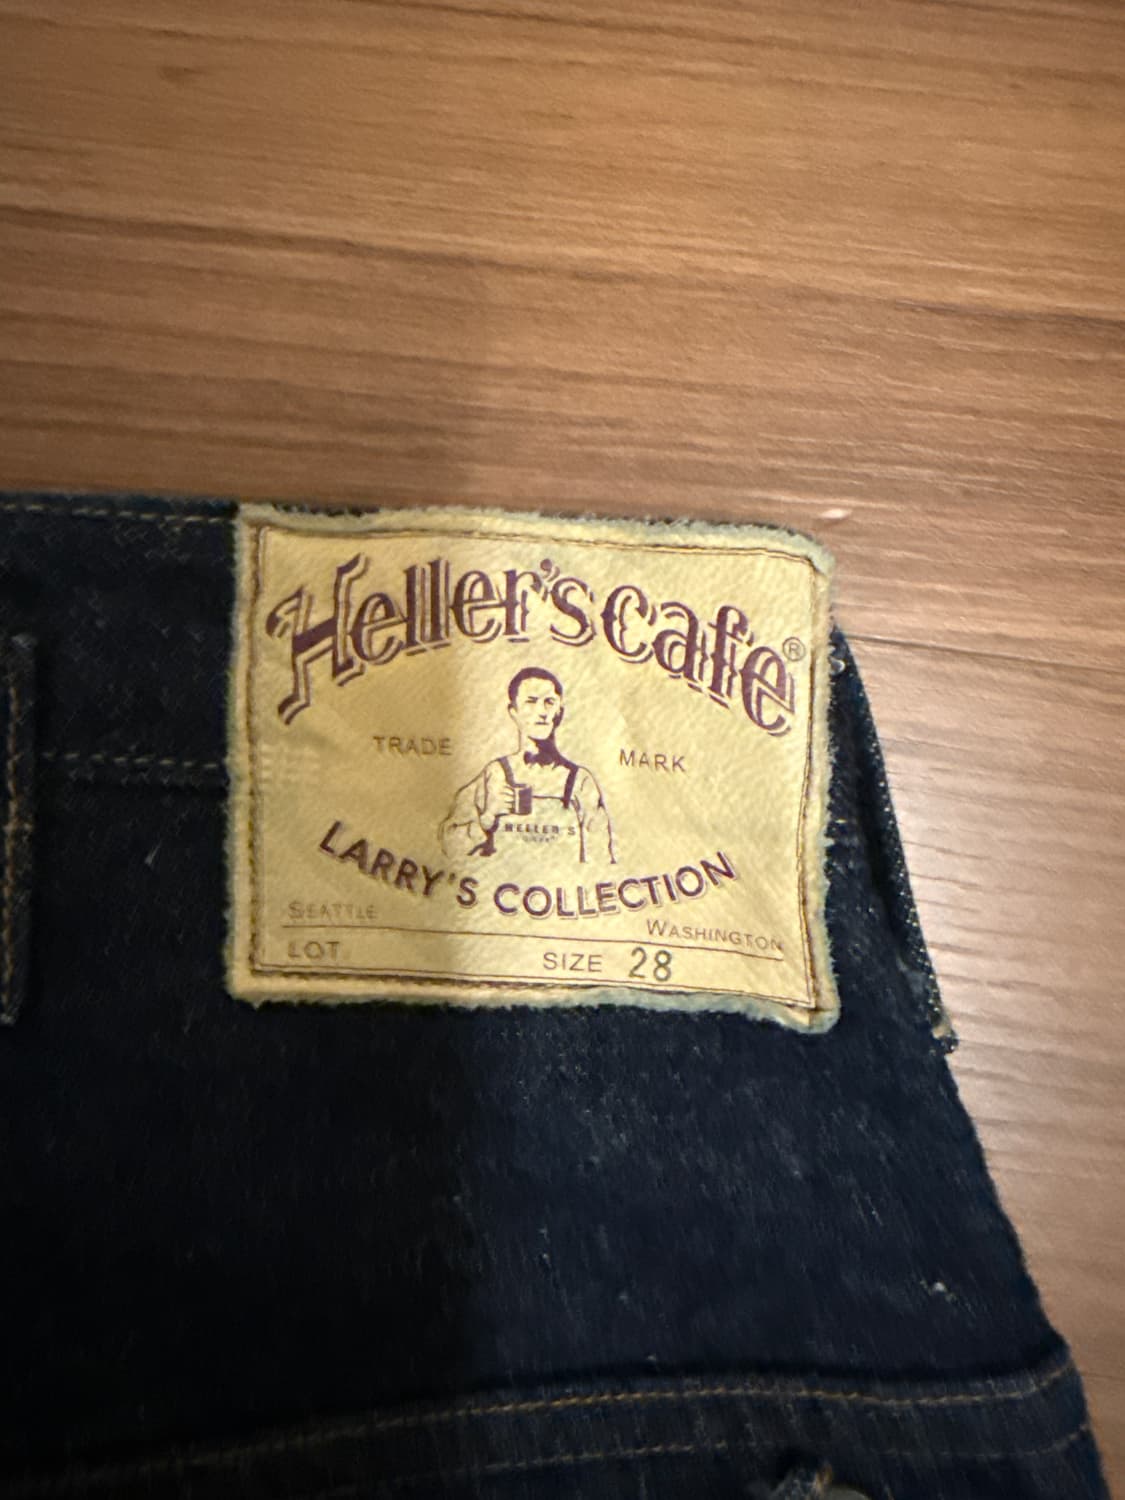 Heller's Cafe®
TRADE MARK
HELLER'S
LARRY'S COLLECTION
SEATTLE WASHINGTON
LOT SIZE 28